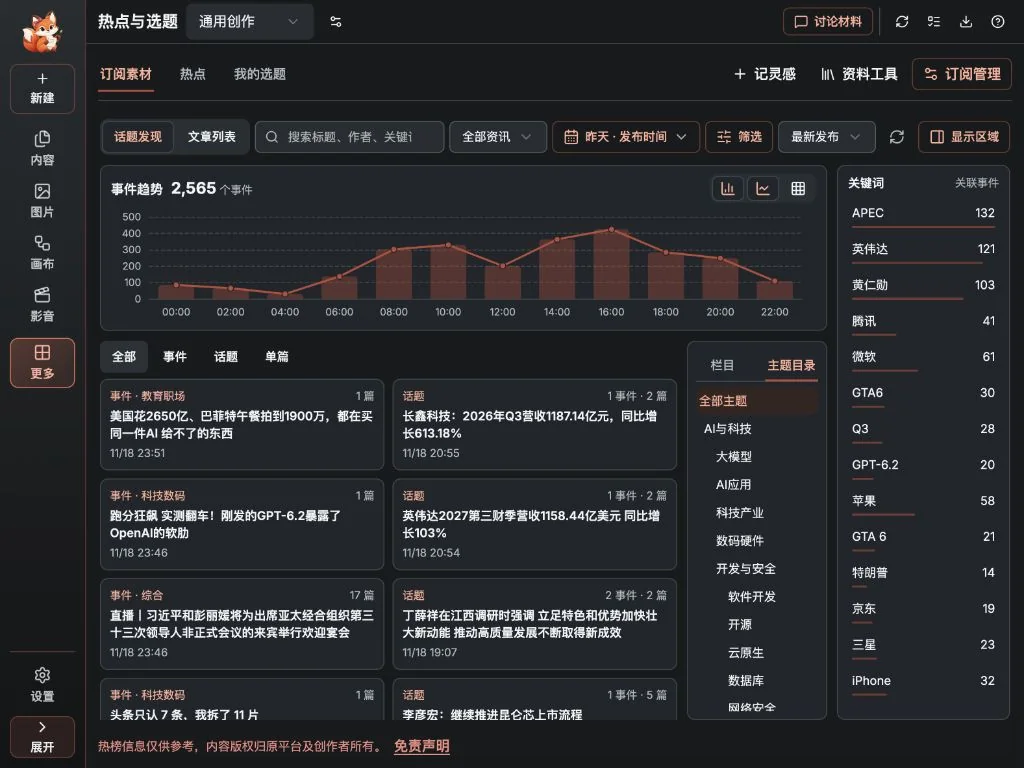 热点与选题
通用创作
讨论材料
新建
内容
图片
画布
影音
更多
设置
展开
订阅素材
热点
我的选题
记灵感
资料工具
订阅管理
话题发现
文章列表
搜索标题、作者、关键i
全部资讯
昨天 · 发布时间
筛选
最新发布
显示区域
事件趋势 2,565 个事件
500
400
300
200
100
0
00:00 02:00 04:00 06:00 08:00 10:00 12:00 14:00 16:00 18:00 20:00 22:00
全部
事件
话题
单篇
事件 · 教育职场 1 篇
美国花2650亿、巴菲特午餐拍到1900万，都在买
同一件AI 给不了的东西
11/18 23:51
话题 1 事件 · 2 篇
长鑫科技：2026年Q3营收1187.14亿元，同比增
长613.18%
11/18 20:55
事件 · 科技数码 1 篇
跑分狂飙 实测翻车！刚发的GPT-6.2暴露了
OpenAI的软肋
11/18 23:46
话题 1 事件 · 2 篇
英伟达2027第三财季营收1158.44亿美元 同比增
长103%
11/18 20:54
事件 · 综合 17 篇
直播丨习近平和彭丽媛将为出席亚太经合组织第三
十三次领导人非正式会议的来宾举行欢迎宴会
11/18 23:46
话题 2 事件 · 2 篇
丁薛祥在江西调研时强调 立足特色和优势加快壮
大新动能 推动高质量发展不断取得新成效
11/18 19:07
事件 · 科技数码 1 篇
头条只认 7 条，我拆了 11 片
话题 1 事件 · 5 篇
李彦宏：继续推进昆仑芯上市流程
栏目
主题目录
全部主题
AI与科技
大模型
AI应用
科技产业
数码硬件
开发与安全
软件开发
开源
云原生
数据库
网络安全
关键词 关联事件
APEC 132
英伟达 121
黄仁勋 103
腾讯 41
微软 61
GTA6 30
Q3 28
GPT-6.2 20
苹果 58
GTA 6 21
特朗普 14
京东 19
三星 23
iPhone 32
热榜信息仅供参考，内容版权归原平台及创作者所有。 免责声明